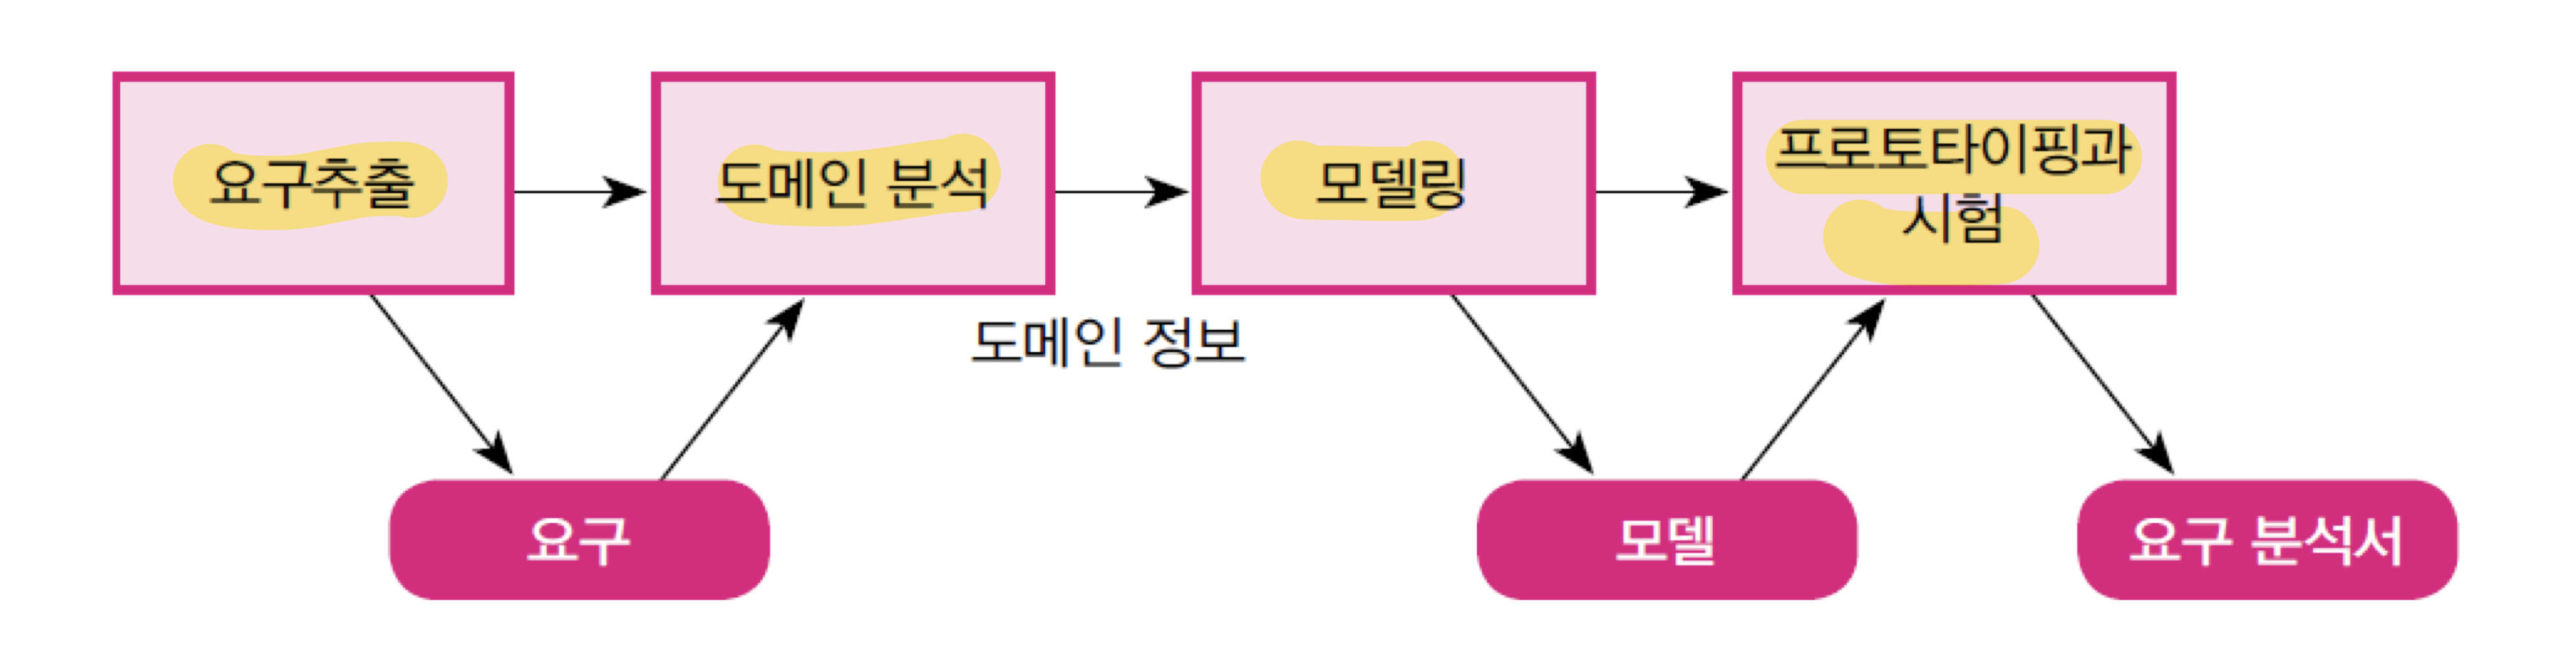 요구추출
도메인 분석
모델링
프로토타이핑과
시험
도메인 정보
요구
모델
요구 분석서